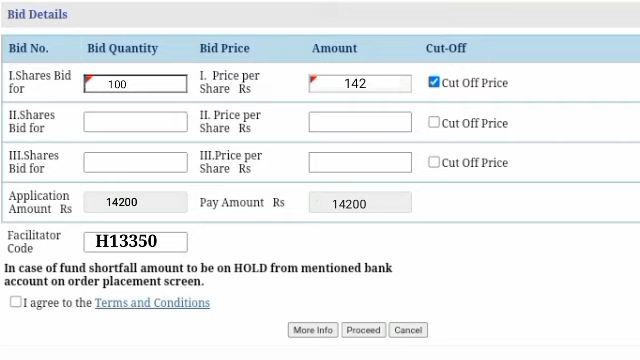 Bid Details
Bid No. Bid Quantity Bid Price Amount Cut-Off
I.Shares Bid for 100 I. Price per Share Rs 142 Cut Off Price
II.Shares Bid for II. Price per Share Rs Cut Off Price
III.Shares Bid for III.Price per Share Rs Cut Off Price
Application Amount Rs 14200 Pay Amount Rs 14200
Facilitator Code H13350
In case of fund shortfall amount to be on HOLD from mentioned bank
account on order placement screen.
I agree to the Terms and Conditions
More Info Proceed Cancel